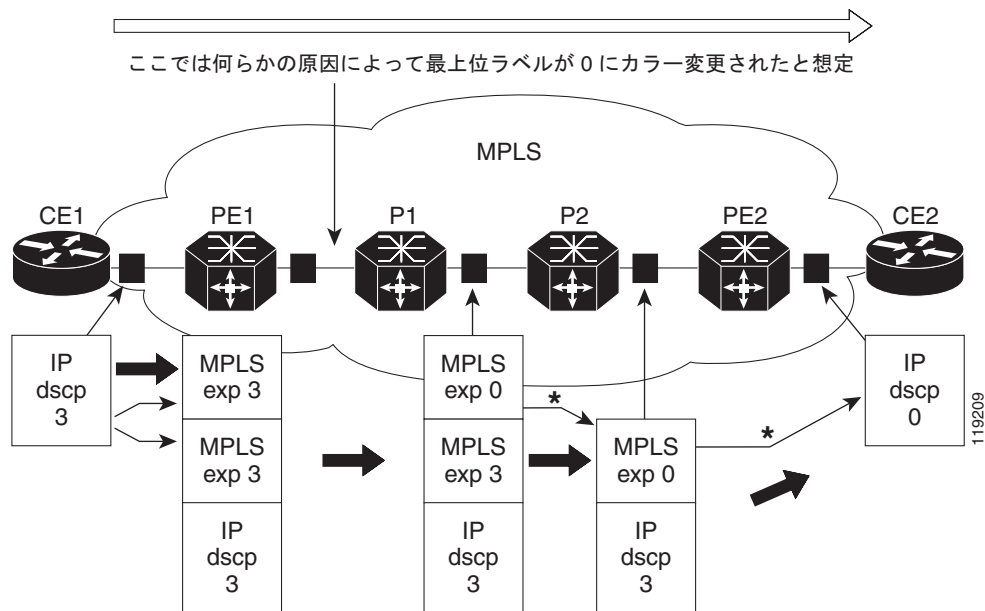 ここでは何らかの原因によって最上位ラベルが 0 にカラー変更されたと想定
MPLS
CE1
PE1
P1
P2
PE2
CE2
IP
dscp
3
MPLS
exp 3
MPLS
exp 3
IP
dscp
3
MPLS
exp 0
MPLS
exp 3
IP
dscp
3
*
MPLS
exp 0
IP
dscp
3
*
IP
dscp
0
119209